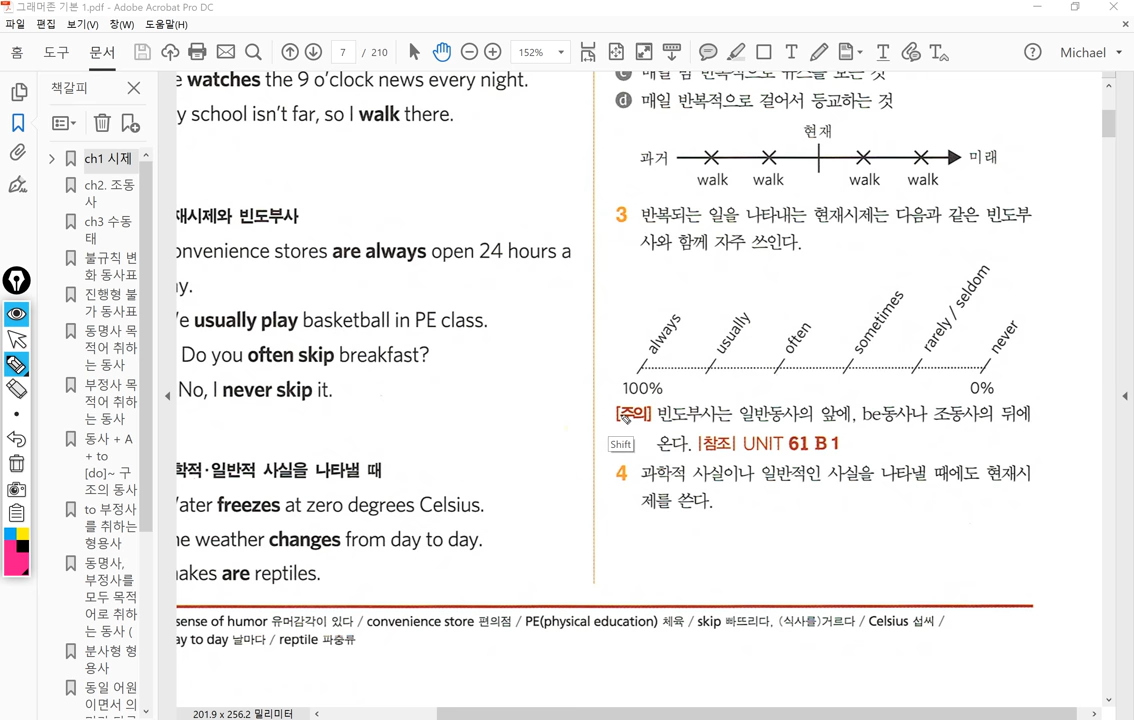 그래머존 기본 1.pdf - Adobe Acrobat Pro DC
파일 편집 보기(V) 창(W) 도움말(H)
홈 도구 문서 7 / 210 152% Michael
책갈피
ch1 시제
ch2. 조동
사
ch3 수동
태
불규칙 변
화 동사표
진행형 불
가 동사표
동명사 목
적어 취하
는 동사
부정사 목
적어 취하
는 동사
동사 + A
+ to
[do]~ 구
조의 동사
to 부정사
를 취하는
형용사
동명사,
부정사를
모두 목적
어로 취하
는 동사 (
분사형 형
용사
동일 어원
이면서 의
e watches the 9 o'clock news every night.
y school isn't far, so I walk there.
재시제와 빈도부사
onvenience stores are always open 24 hours a
ay.
e usually play basketball in PE class.
Do you often skip breakfast?
No, I never skip it.
학적·일반적 사실을 나타낼 때
ater freezes at zero degrees Celsius.
he weather changes from day to day.
nakes are reptiles.
ⓓ 매일 반복적으로 걸어서 등교하는 것
현재
과거 미래
walk walk walk walk
3 반복되는 일을 나타내는 현재시제는 다음과 같은 빈도부
사와 함께 자주 쓰인다.
always usually often sometimes rarely / seldom never
100% 0%
[주의] 빈도부사는 일반동사의 앞에, be동사나 조동사의 뒤에
Shift 온다. |참조| UNIT 61 B 1
4 과학적 사실이나 일반적인 사실을 나타낼 때에도 현재시
제를 쓴다.
sense of humor 유머감각이 있다 / convenience store 편의점 / PE(physical education) 체육 / skip 빠뜨리다, (식사를)거르다 / Celsius 섭씨 /
ay to day 날마다 / reptile 파충류
201.9 x 256.2 밀리미터